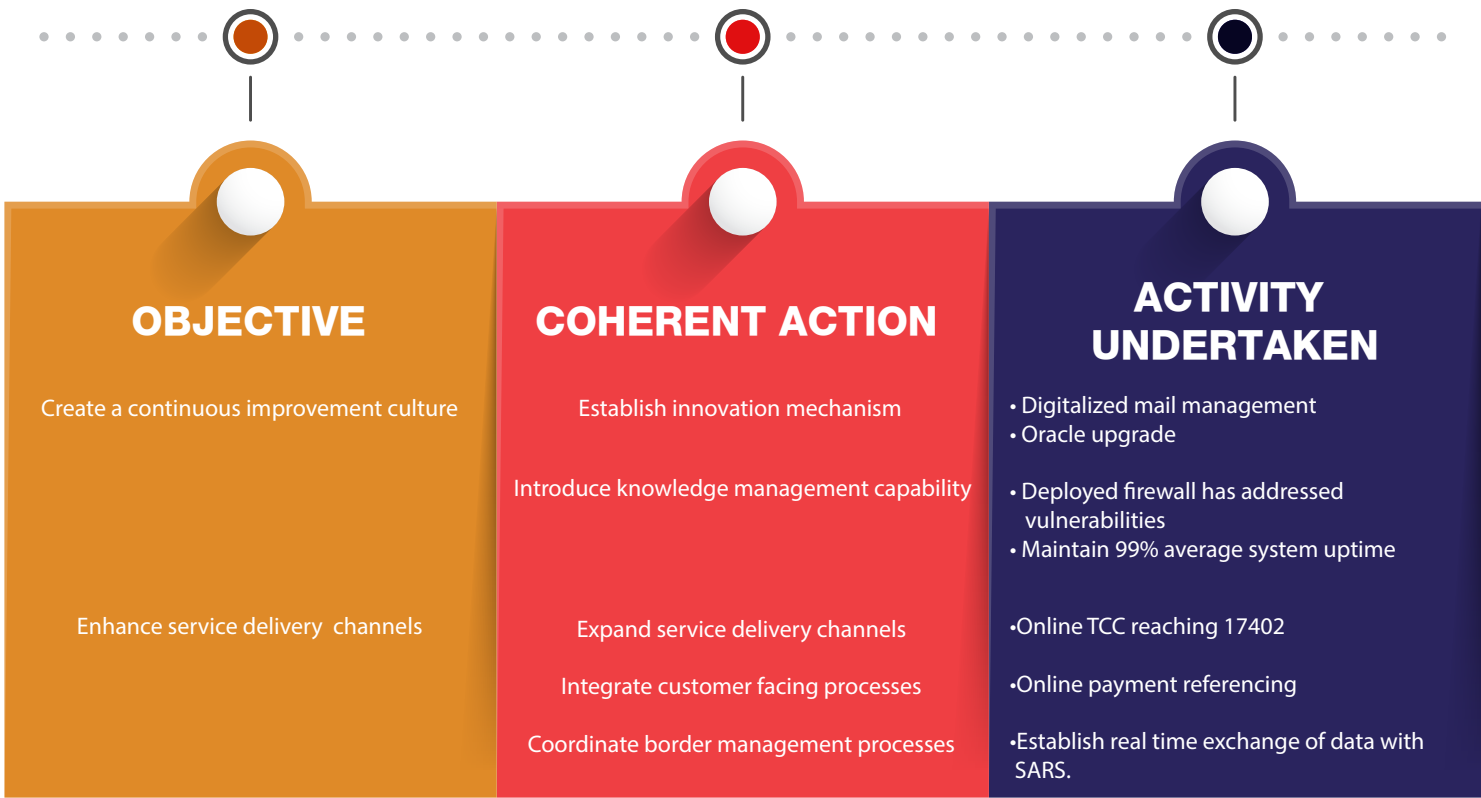 OBJECTIVE
Create a continuous improvement culture
Enhance service delivery channels
COHERENT ACTION
Establish innovation mechanism
Introduce knowledge management capability
Expand service delivery channels
Integrate customer facing processes
Coordinate border management processes
ACTIVITY
UNDERTAKEN
• Digitalized mail management
• Oracle upgrade
• Deployed firewall has addressed
vulnerabilities
• Maintain 99% average system uptime
•Online TCC reaching 17402
•Online payment referencing
•Establish real time exchange of data with
SARS.